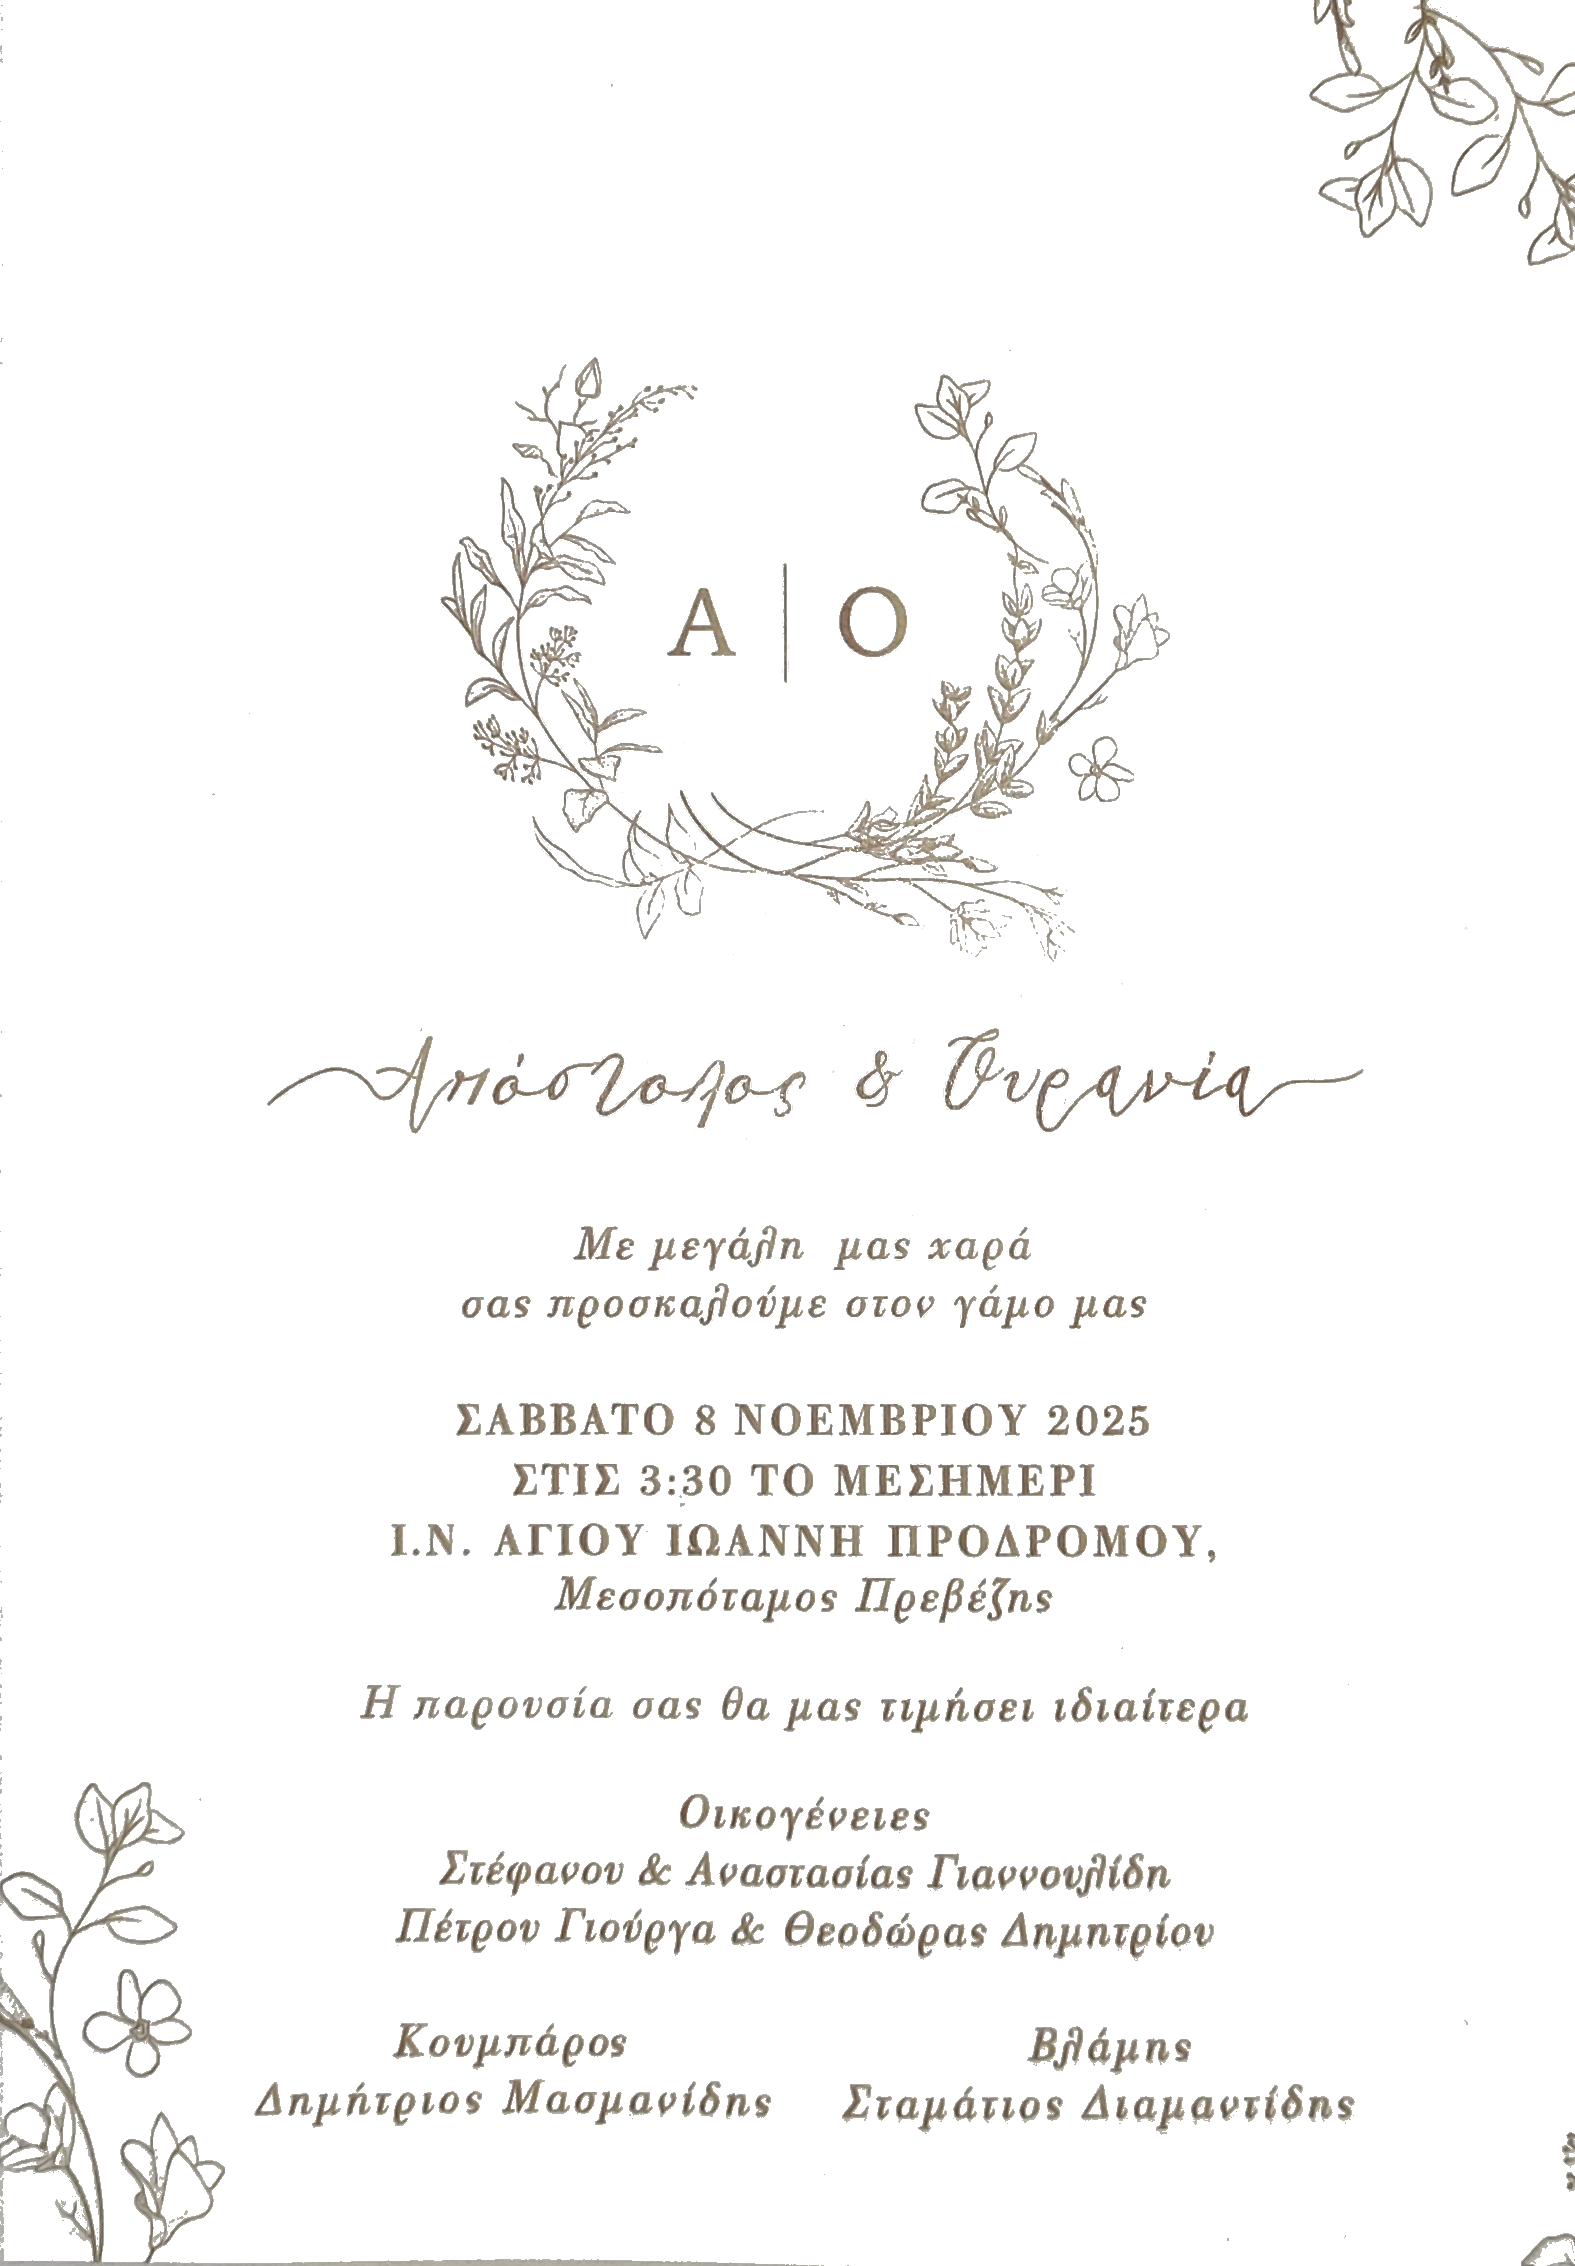 Α | Ο
Απόστολος & Ουρανία
Με μεγάλη μας χαρά
σας προσκαλούμε στον γάμο μας
ΣΑΒΒΑΤΟ 8 ΝΟΕΜΒΡΙΟΥ 2025
ΣΤΙΣ 3:30 ΤΟ ΜΕΣΗΜΕΡΙ
Ι.Ν. ΑΓΙΟΥ ΙΩΑΝΝΗ ΠΡΟΔΡΟΜΟΥ,
Μεσοπόταμος Πρεβέζης
Η παρουσία σας θα μας τιμήσει ιδιαίτερα
Οικογένειες
Στέφανου & Αναστασίας Γιαννουλίδη
Πέτρου Γιούργα & Θεοδώρας Δημητρίου
Κουμπάρος
Δημήτριος Μασμανίδης
Βλάμης
Σταμάτιος Διαμαντίδης